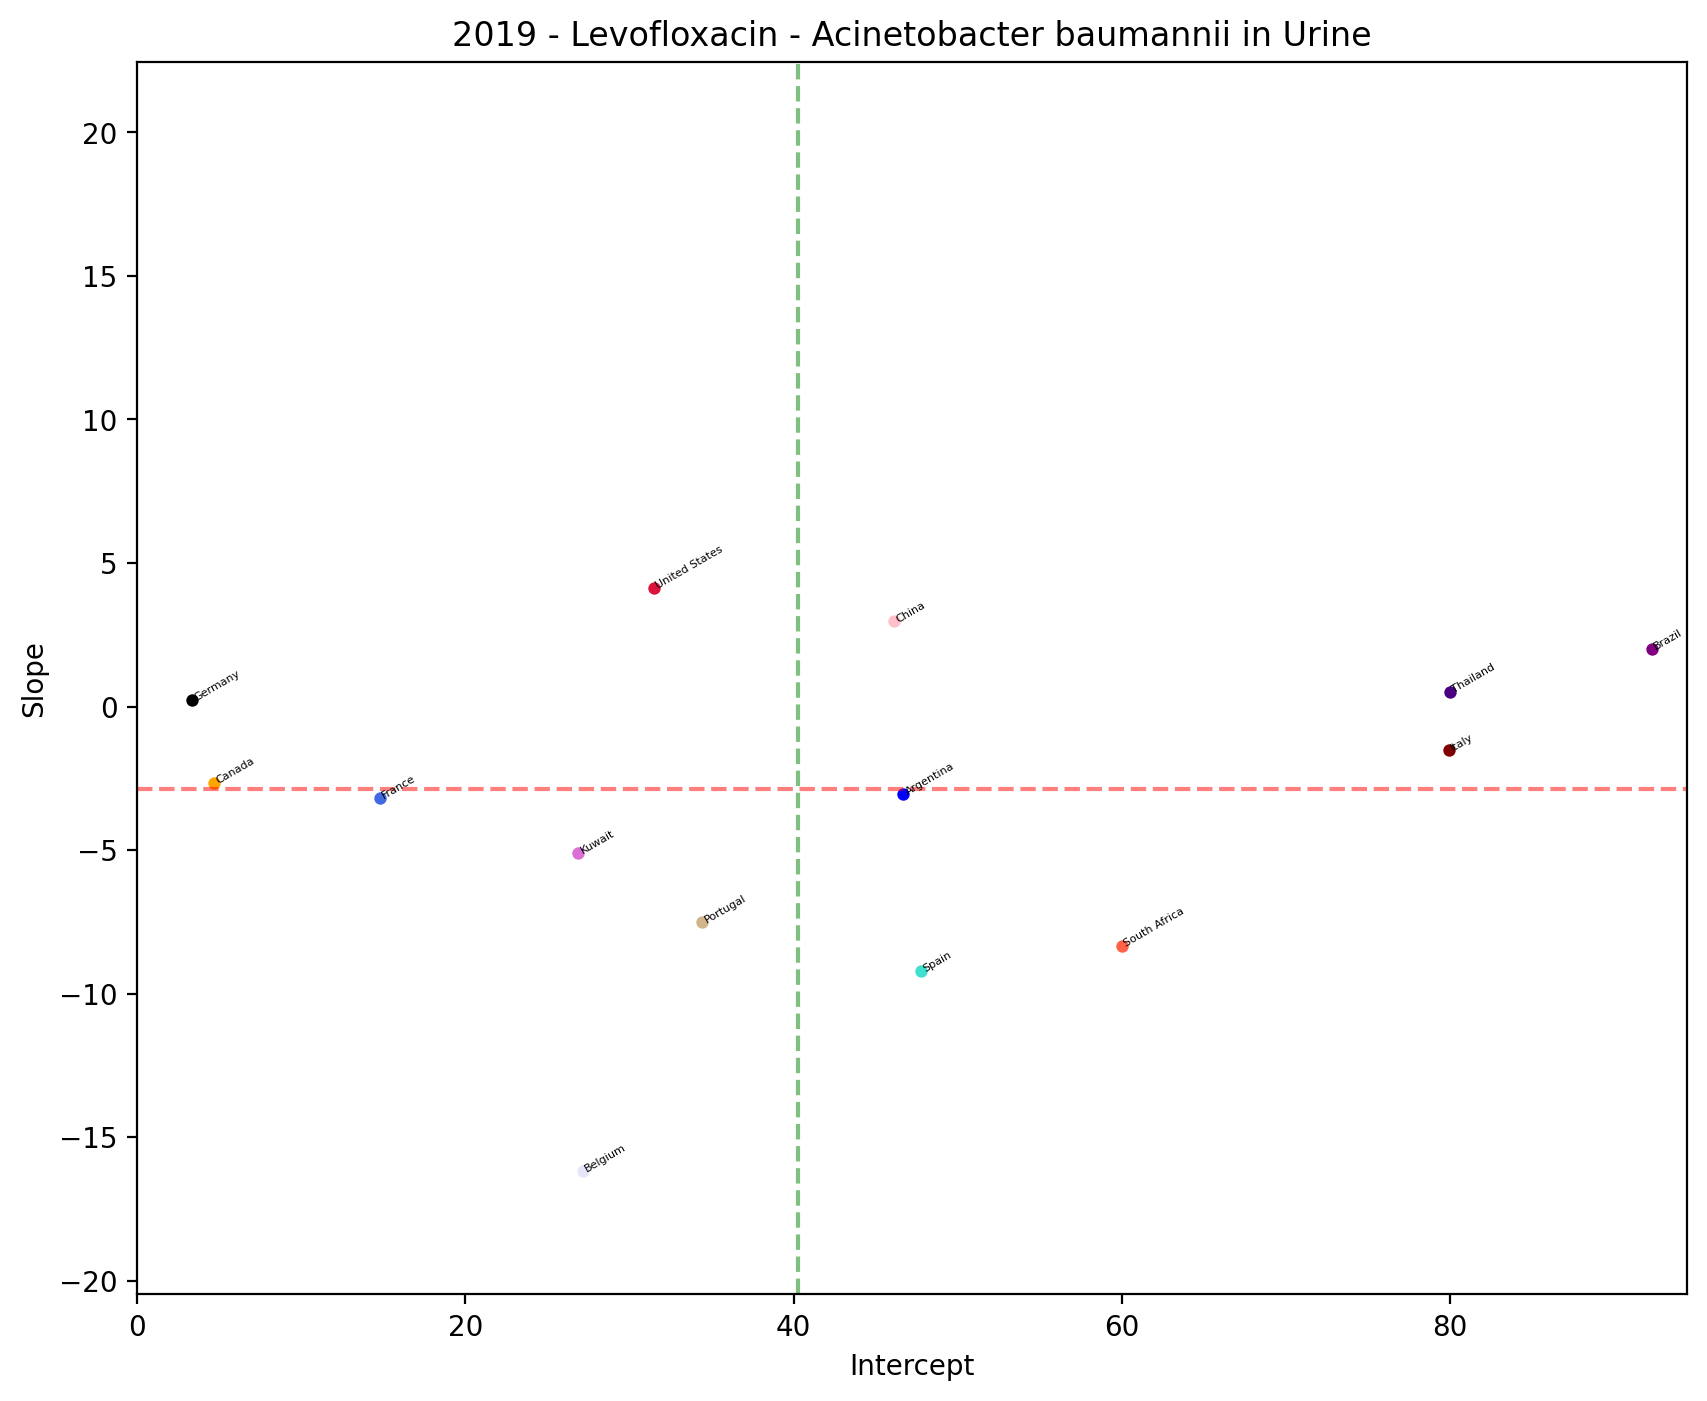 2019 - Levofloxacin - Acinetobacter baumannii in Urine
20
15
10
5
0
−5
−10
−15
−20
Slope
United States
China
Brazil
Thailand
Germany
Italy
Canada
France
Argentina
Kuwait
Portugal
South Africa
Spain
Belgium
0 20 40 60 80
Intercept